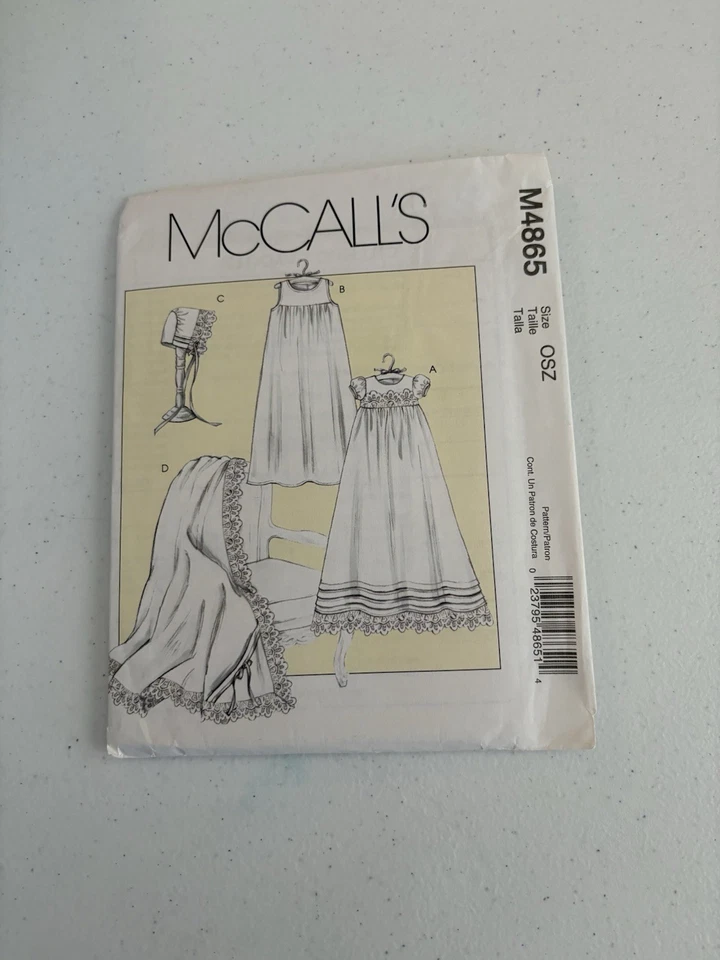 McCALL'S
M4865
Size
Taille
Talla
OSZ
C
B
A
D
Pattern/Patron
Cont. Un Patron de Costura
0 23795 48651 4